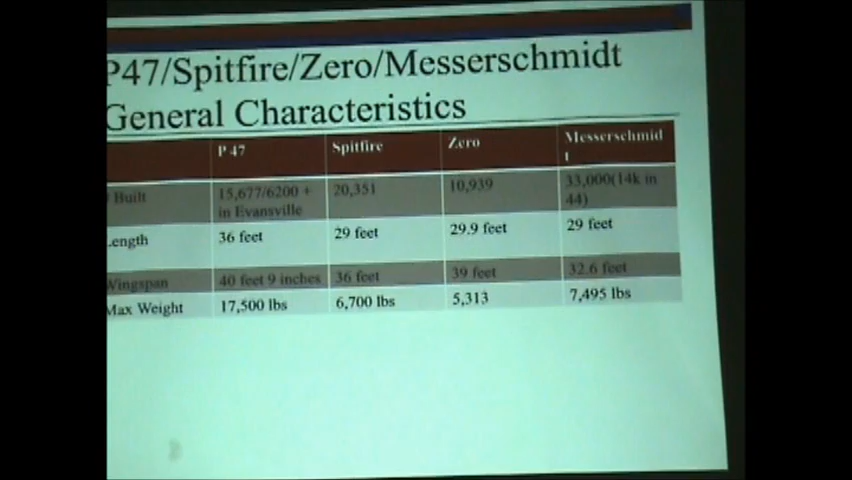 P47/Spitfire/Zero/Messerschmidt
General Characteristics
P 47 Spitfire Zero Messerschmid
t
Built 15,677/6200 + 20,351 10,939 33,000(14k in
in Evansville 44)
Length 36 feet 29 feet 29.9 feet 29 feet
Wingspan 40 feet 9 inches 36 feet 39 feet 32.6 feet
Max Weight 17,500 lbs 6,700 lbs 5,313 7,495 lbs